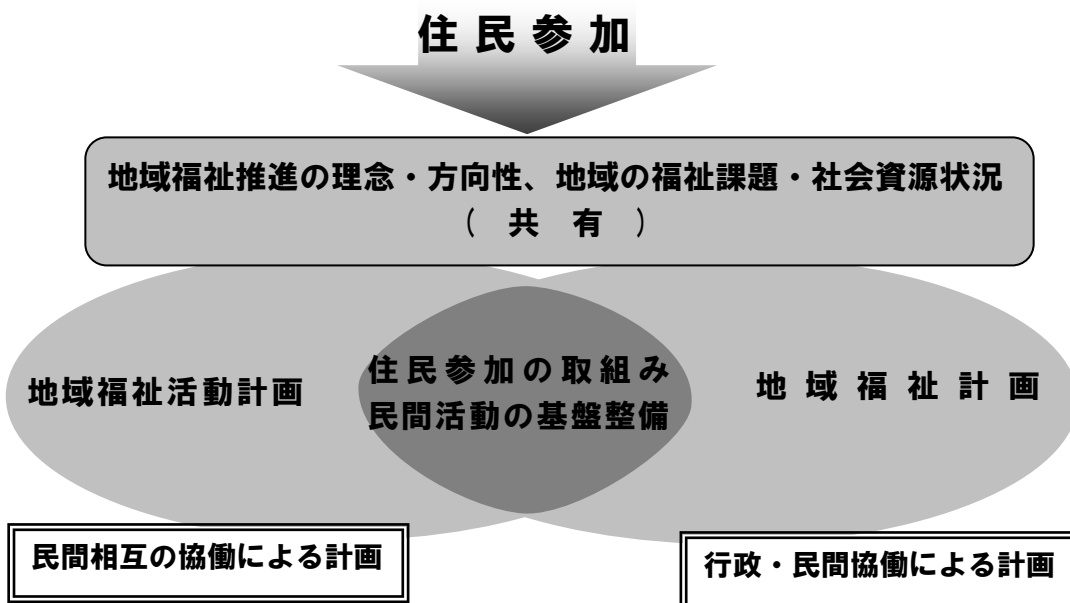 住民参加
地域福祉推進の理念・方向性、地域の福祉課題・社会資源状況
（　共　有　）
地域福祉活動計画
住民参加の取組み
民間活動の基盤整備
地域福祉計画
民間相互の協働による計画
行政・民間協働による計画